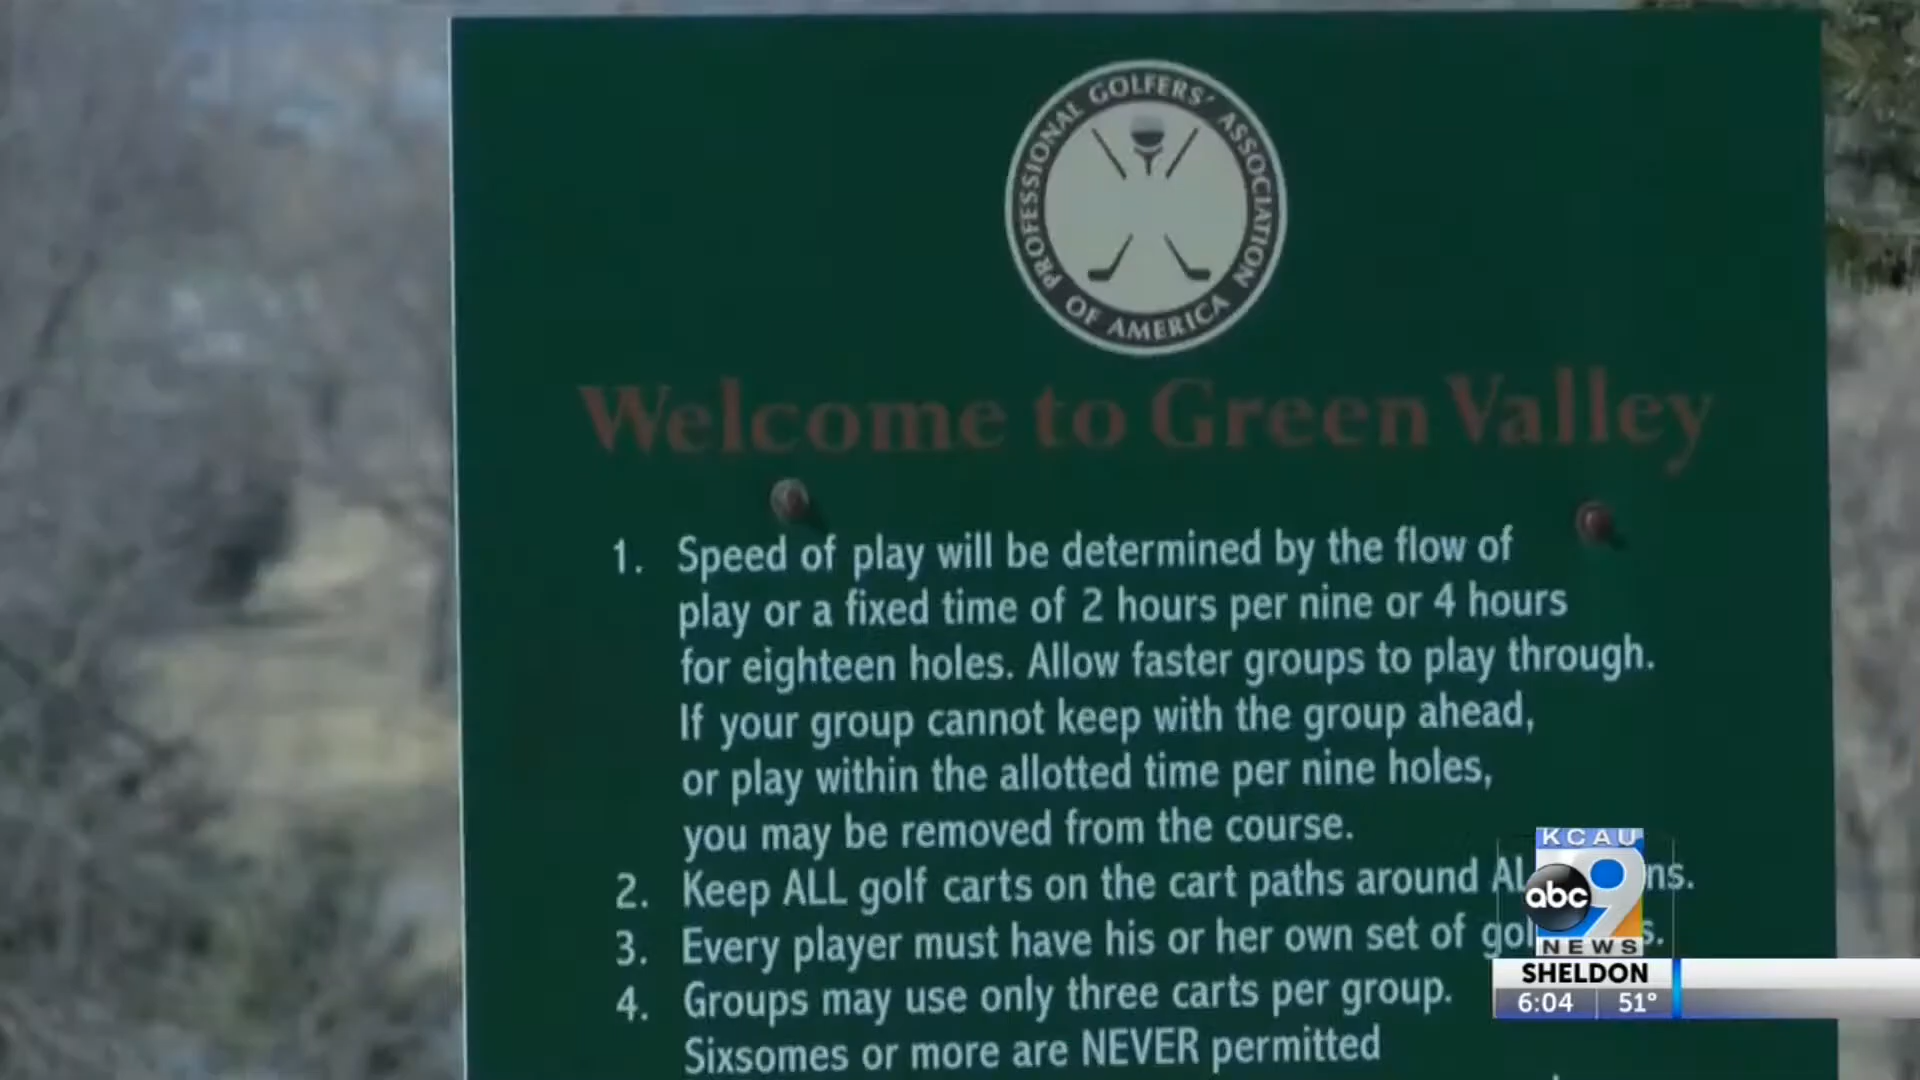 PROFESSIONAL GOLFERS' ASSOCIATION OF AMERICA
Welcome to Green Valley
1. Speed of play will be determined by the flow of
play or a fixed time of 2 hours per nine or 4 hours
for eighteen holes. Allow faster groups to play through.
If your group cannot keep with the group ahead,
or play within the allotted time per nine holes,
you may be removed from the course.
2. Keep ALL golf carts on the cart paths around
3. Every player must have his or her own set of
4. Groups may use only three carts per group.
Sixsomes or more are NEVER permitted
KCAU
abc 9
NEWS
SHELDON
6:04 51°